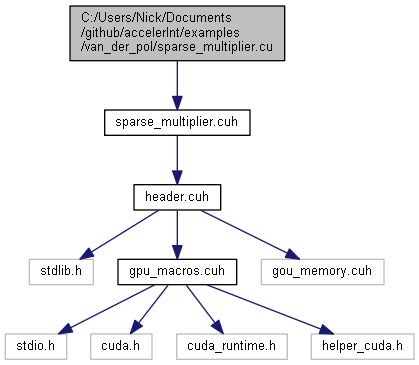 C:/Users/Nick/Documents
/github/accelerInt/examples
/van_der_pol/sparse_multiplier.cu
sparse_multiplier.cuh
header.cuh
stdlib.h
gpu_macros.cuh
gou_memory.cuh
stdio.h
cuda.h
cuda_runtime.h
helper_cuda.h